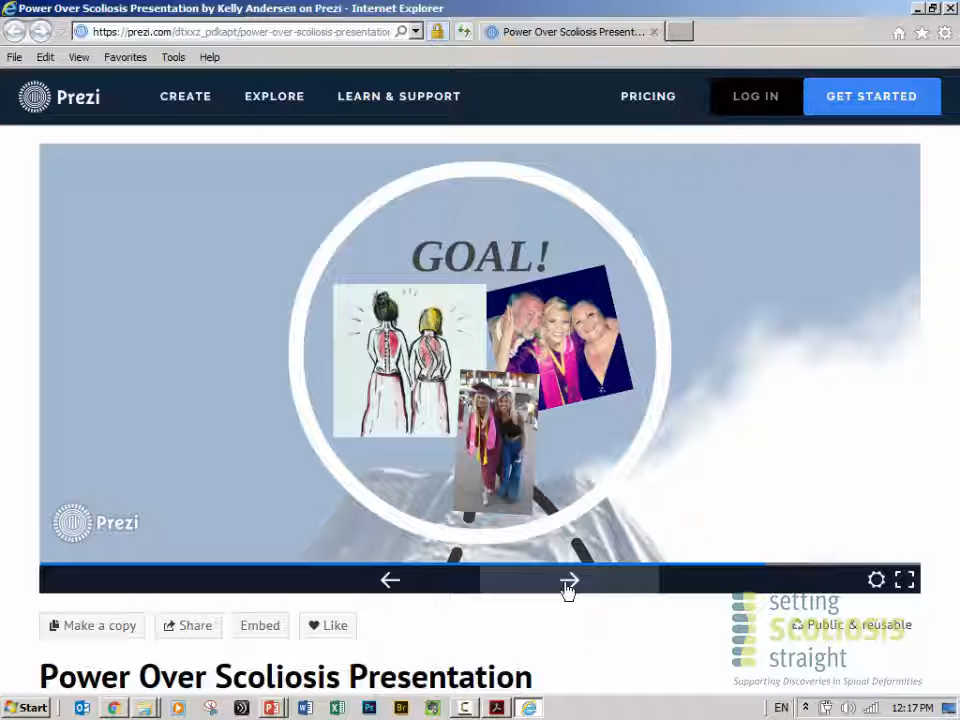 Power Over Scoliosis Presentation by Kelly Andersen on Prezi - Internet Explorer
https://prezi.com/dtxxz_pdkapt/power-over-scoliosis-presentation
Power Over Scoliosis Present...
File Edit View Favorites Tools Help
Prezi CREATE EXPLORE LEARN & SUPPORT PRICING LOG IN GET STARTED
GOAL!
Prezi
Make a copy Share Embed Like
Public & reusable
setting
scoliosis
straight
Supporting Discoveries in Spinal Deformities
Power Over Scoliosis Presentation
Start EN 12:17 PM